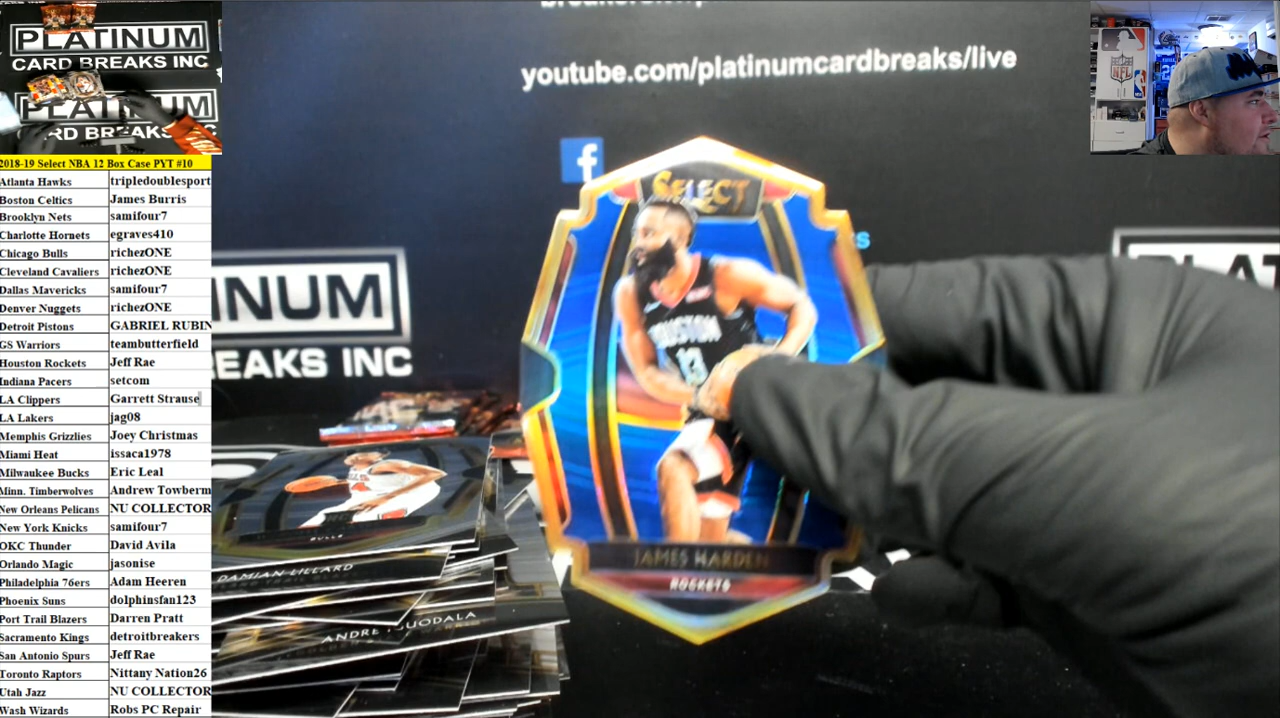 PLATINUM
CARD BREAKS INC
PLATINUM
CARD BREAKS INC
2018-19 Select NBA 12 Box Case PYT #10
Atlanta Hawks tripledoublesport
Boston Celtics James Burris
Brooklyn Nets samifour7
Charlotte Hornets egraves410
Chicago Bulls richezONE
Cleveland Cavaliers richezONE
Dallas Mavericks samifour7
Denver Nuggets richezONE
Detroit Pistons GABRIEL RUBIN
GS Warriors teambutterfield
Houston Rockets Jeff Rae
Indiana Pacers setcom
LA Clippers Garrett Strause
LA Lakers jag08
Memphis Grizzlies Joey Christmas
Miami Heat issaca1978
Milwaukee Bucks Eric Leal
Minn. Timberwolves Andrew Towberm
New Orleans Pelicans NU COLLECTOR
New York Knicks samifour7
OKC Thunder David Avila
Orlando Magic jasonise
Philadelphia 76ers Adam Heeren
Phoenix Suns dolphinsfan123
Port Trail Blazers Darren Pratt
Sacramento Kings detroitbreakers
San Antonio Spurs Jeff Rae
Toronto Raptors Nittany Nation26
Utah Jazz NU COLLECTOR
Wash Wizards Robs PC Repair
youtube.com/platinumcardbreaks/live
f
SELECT
HOUSTON
13
JAMES HARDEN
ROCKETS
NUM
EAKS INC
PLAT
BULLS
DAMIAN LILLARD
ANDRE IGUODALA
NFL